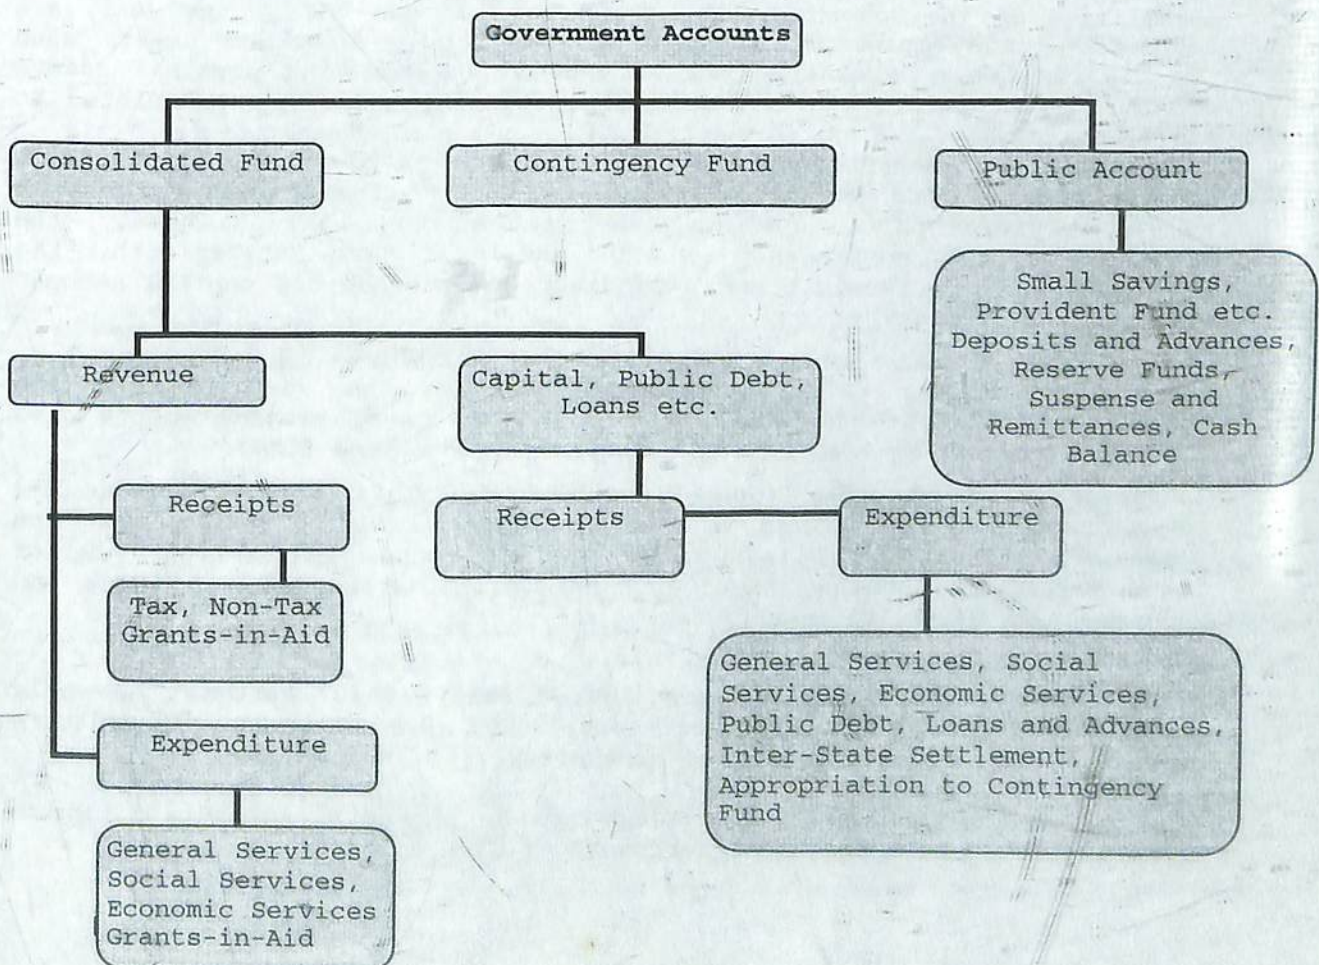 Government Accounts
Consolidated Fund
Contingency Fund
Public Account
Small Savings,
Provident Fund etc.
Deposits and Advances,
Reserve Funds,
Suspense and
Remittances, Cash
Balance
Revenue
Capital, Public Debt,
Loans etc.
Receipts
Tax, Non-Tax
Grants-in-Aid
Expenditure
General Services,
Social Services,
Economic Services
Grants-in-Aid
Receipts
Expenditure
General Services, Social
Services, Economic Services,
Public Debt, Loans and Advances,
Inter-State Settlement,
Appropriation to Contingency
Fund